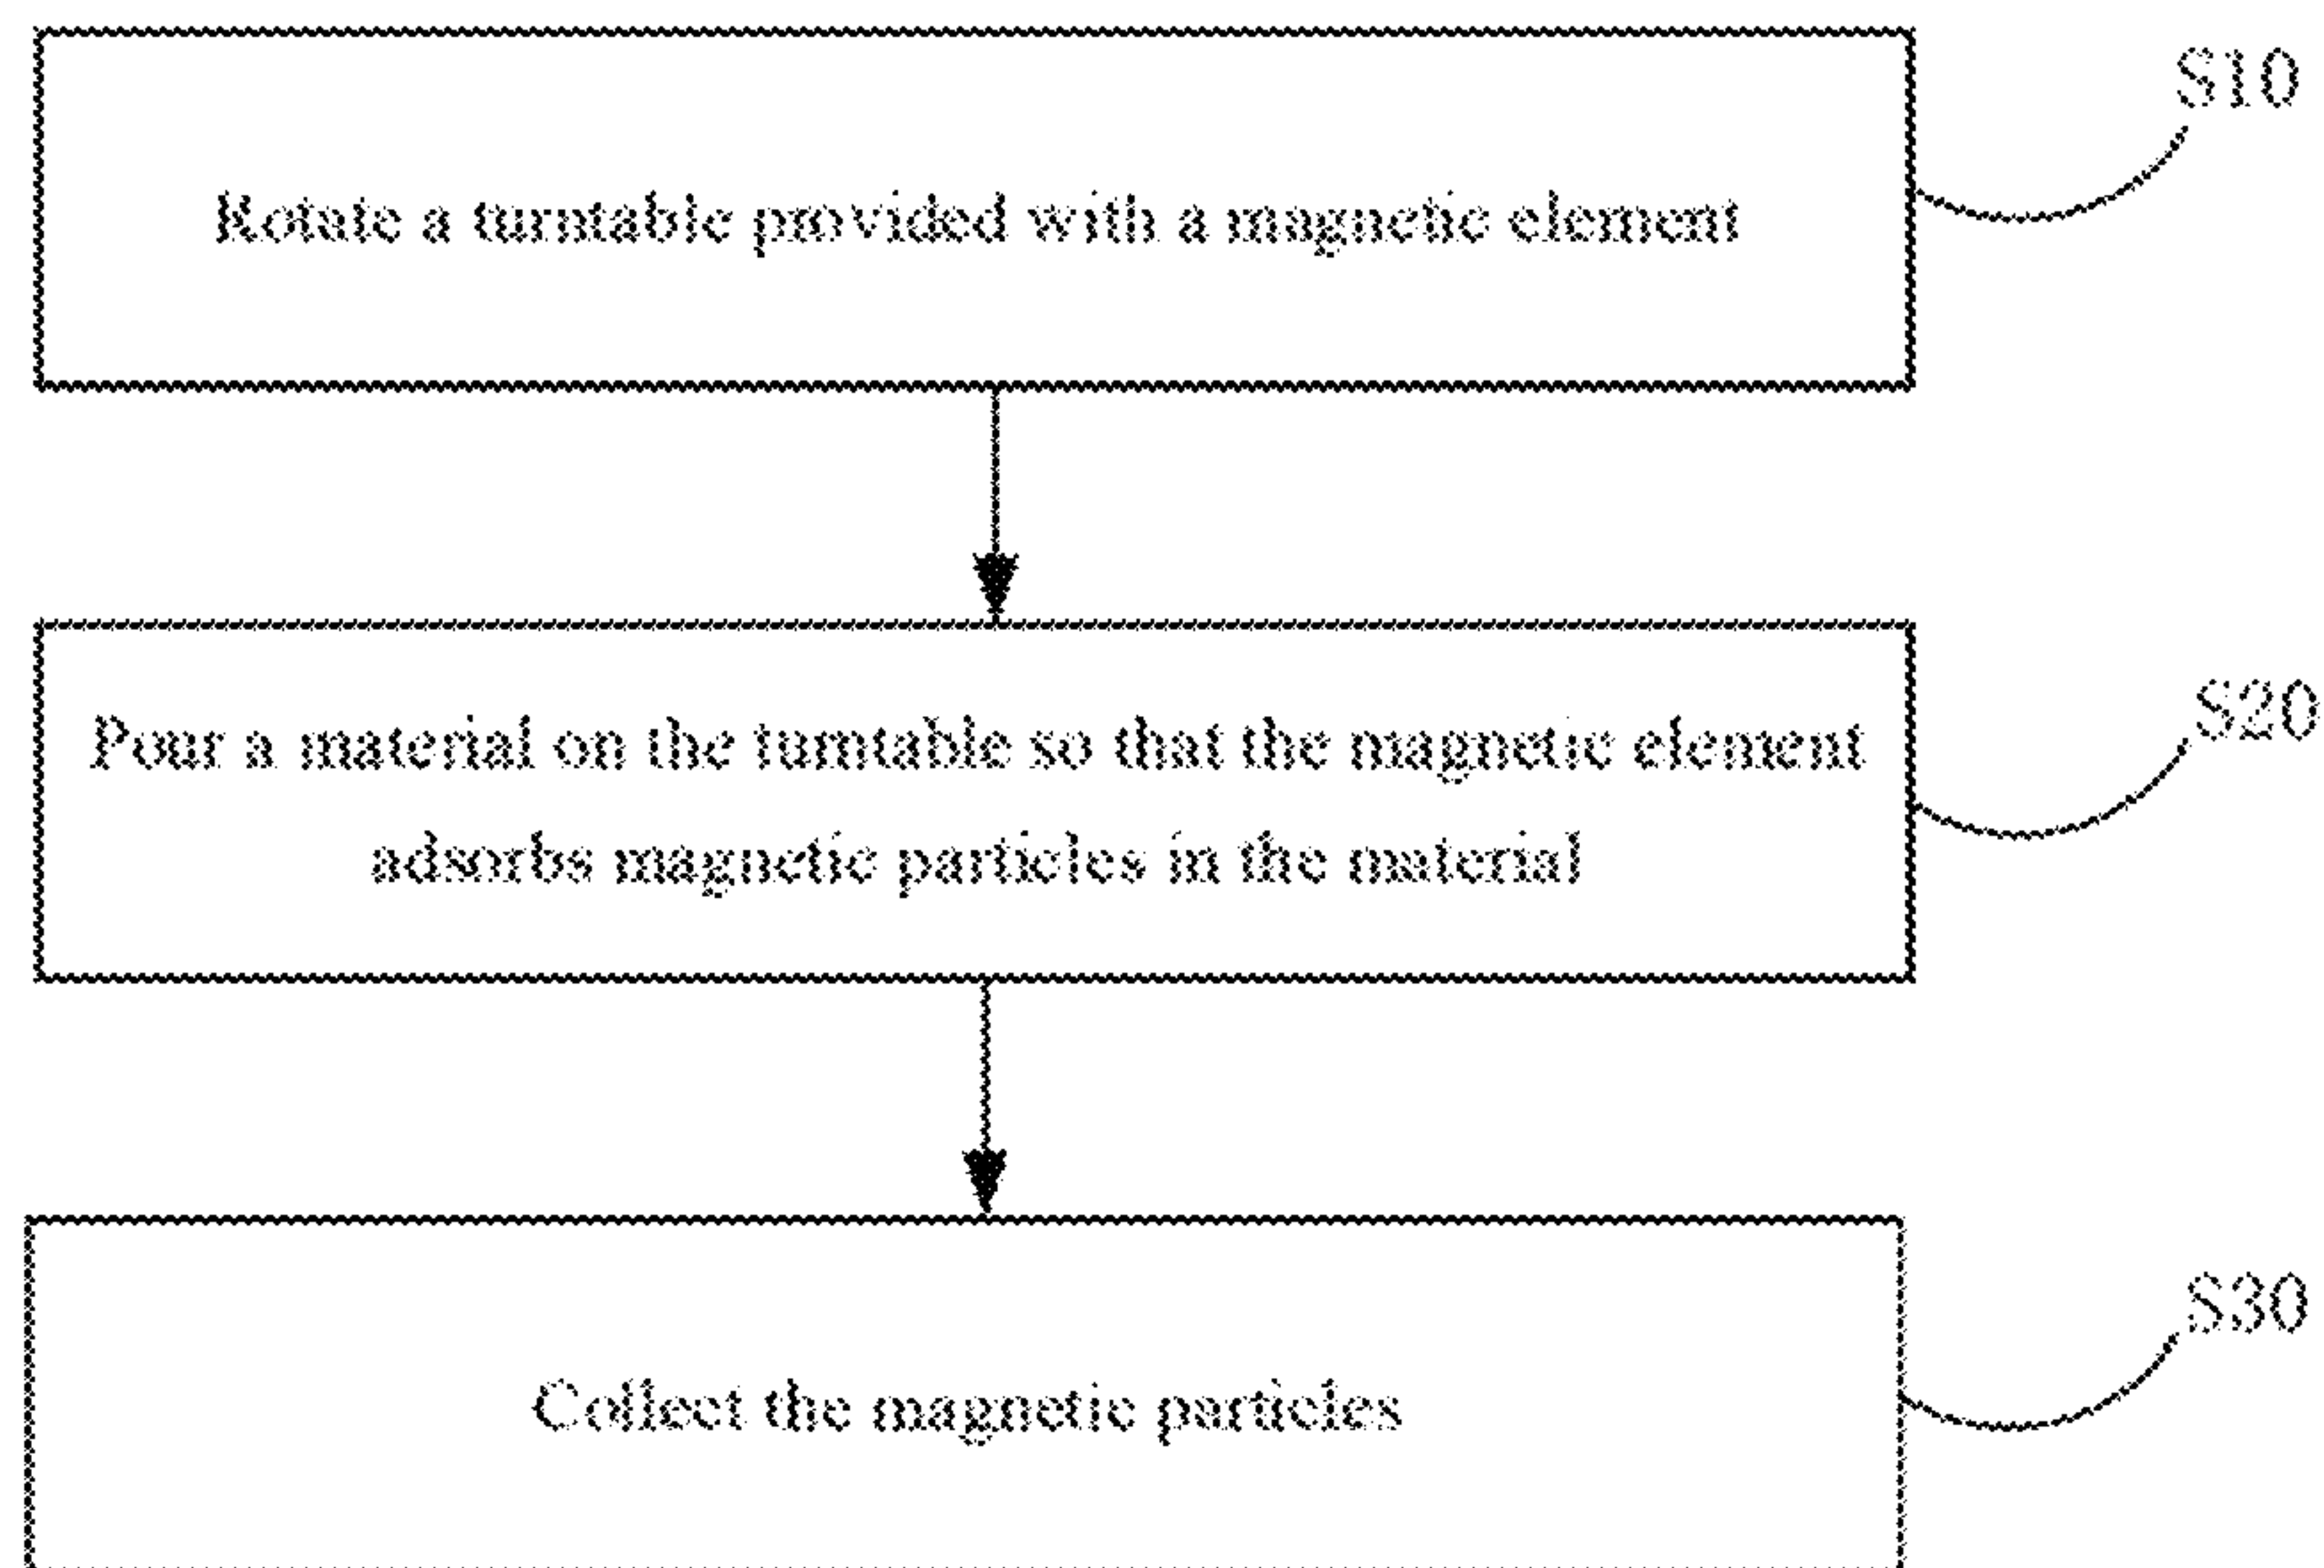 S10
Rotate a turntable provided with a magnetic element
S20
Pour a material on the turntable so that the magnetic element
adsorbs magnetic particles in the material
S30
Collect the magnetic particles